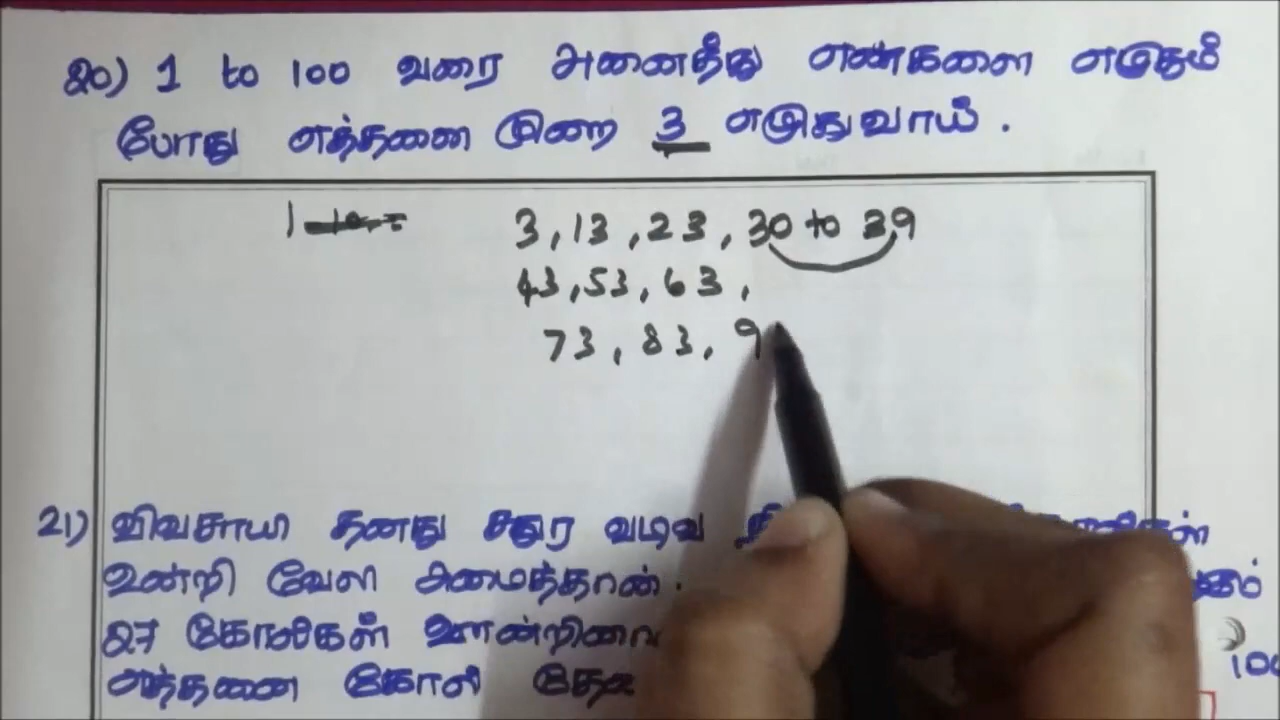 20) 1 to 100 வரை அனைத்து எண்களை எழுதும்
போது எத்தனை முறை 3 எழுதுவாய்.
3, 13, 23, 30 to 39
43, 53, 63,
73, 83, 9
21) விவசாயி தனது சதுர வடிவ
ஊன்றி வேலி அமைத்தான்.
27 கோலிகள்
எத்தனை கோலி
100